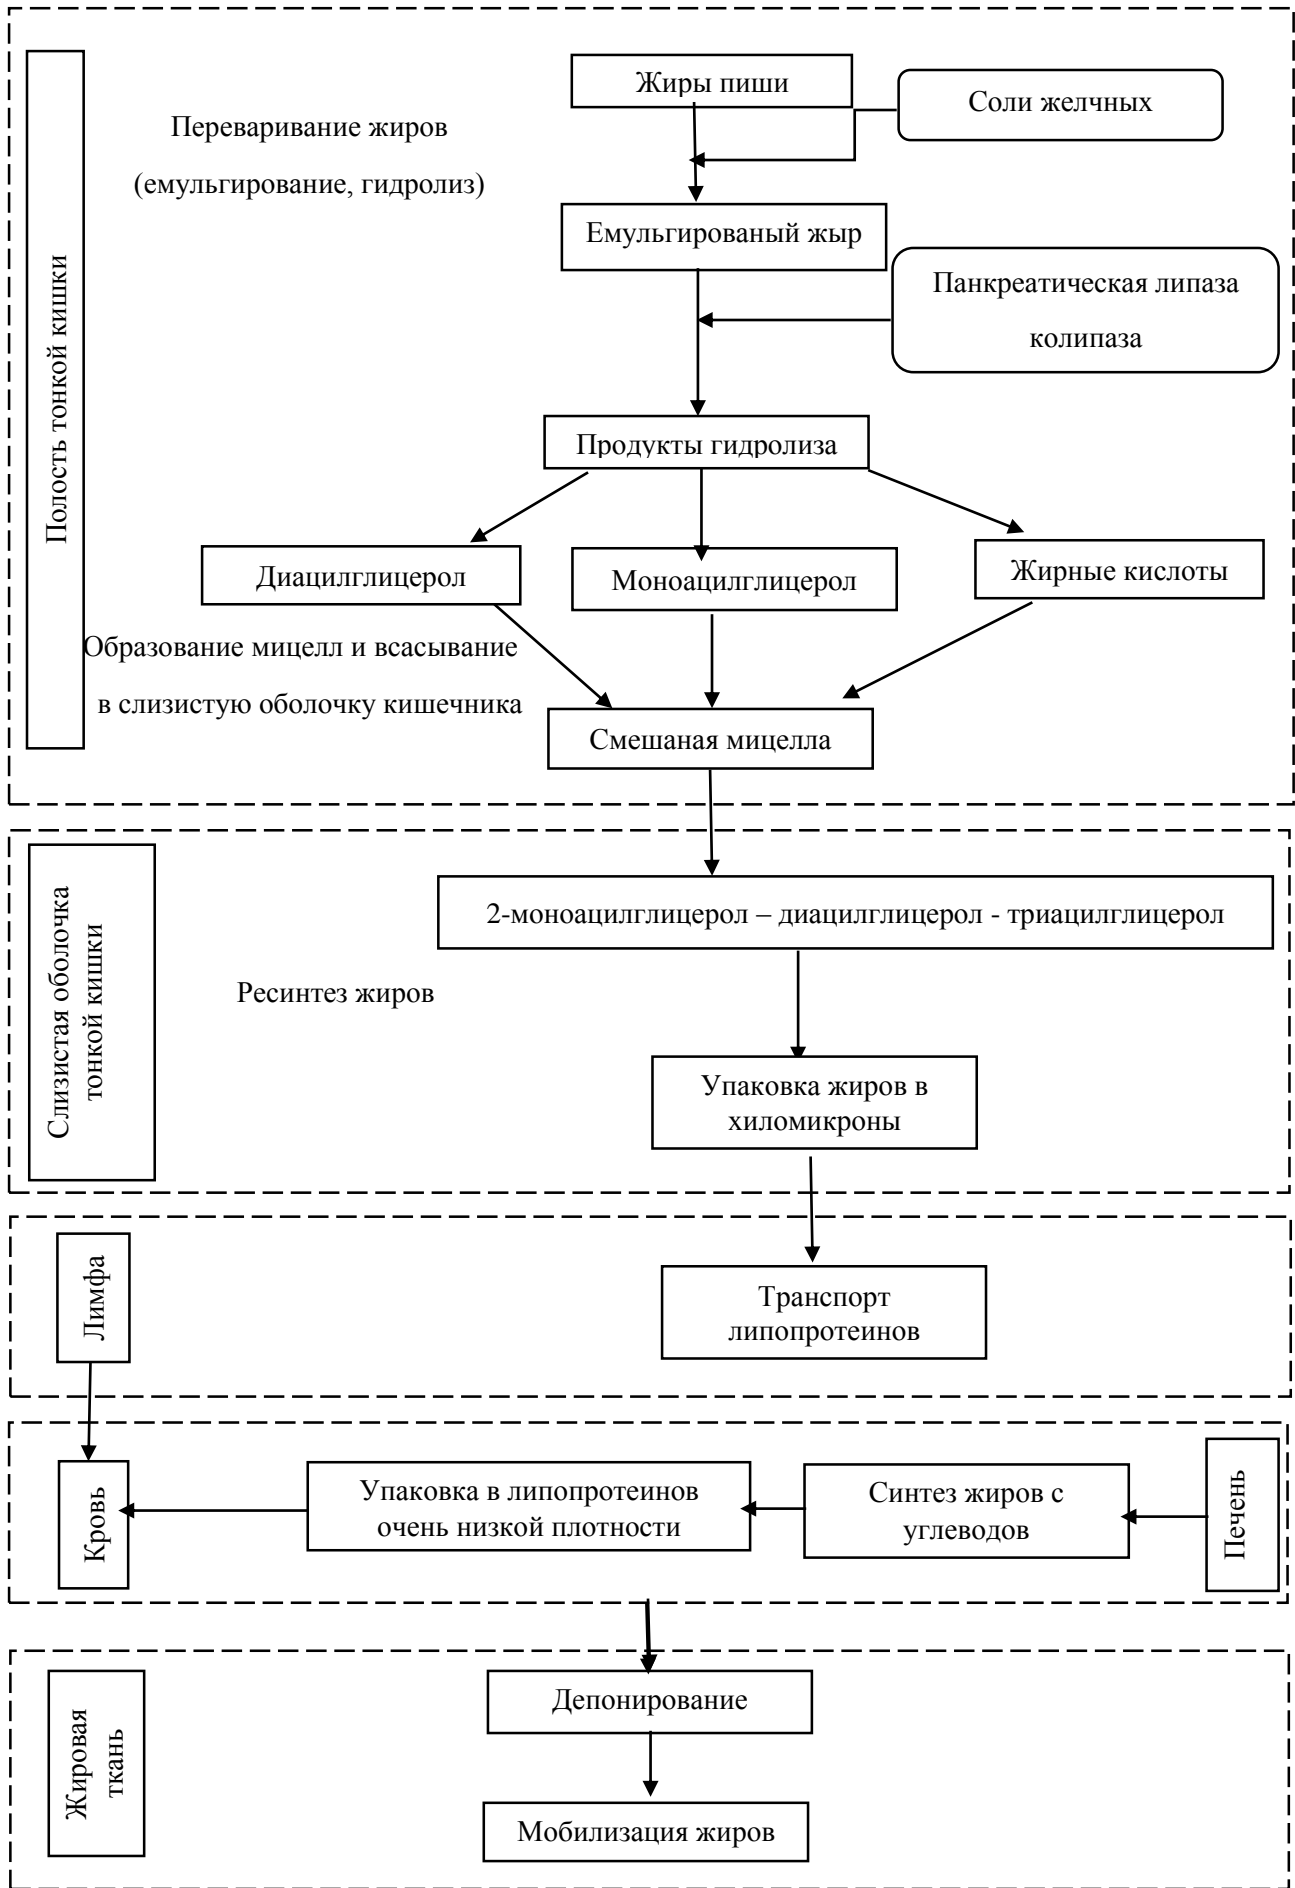 Жиры пиши
Соли желчных
Переваривание жиров
(емульгирование, гидролиз)
Емульгированый жыр
Панкреатическая липаза
колипаза
Полость тонкой кишки
Продукты гидролиза
Диацилглицерол
Моноацилглицерол
Жирные кислоты
Образование мицелл и всасывание
в слизистую оболочку кишечника
Смешаная мицелла
Слизистая оболочка
тонкой кишки
2-моноацилглицерол – диацилглицерол - триацилглицерол
Ресинтез жиров
Упаковка жиров в
хиломикроны
Лимфа
Транспорт
липопротеинов
Кровь
Упаковка в липопротеинов
очень низкой плотности
Синтез жиров с
углеводов
Печень
Жировая
ткань
Депонирование
Мобилизация жиров